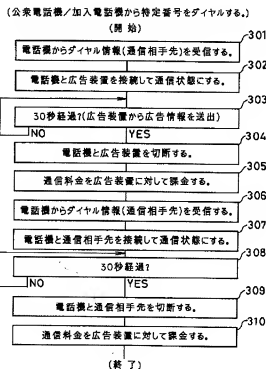 (公衆電話機/加入電話機から特定番号をダイヤルする。)
(開 始)
301
電話機からダイヤル情報(通信相手先)を受信する。
302
電話機と広告装置を接続して通信状態にする。
303
30秒経過?(広告装置から広告情報を送出)
NO YES
304
電話機と広告装置を切断する。
305
通信料金を広告装置に対して課金する。
306
電話機からダイヤル情報(通信相手先)を受信する。
307
電話機と通信相手先を接続して通信状態にする。
308
30秒経過?
NO YES
309
電話機と通信相手先を切断する。
310
通信料金を広告装置に対して課金する。
(終 了)